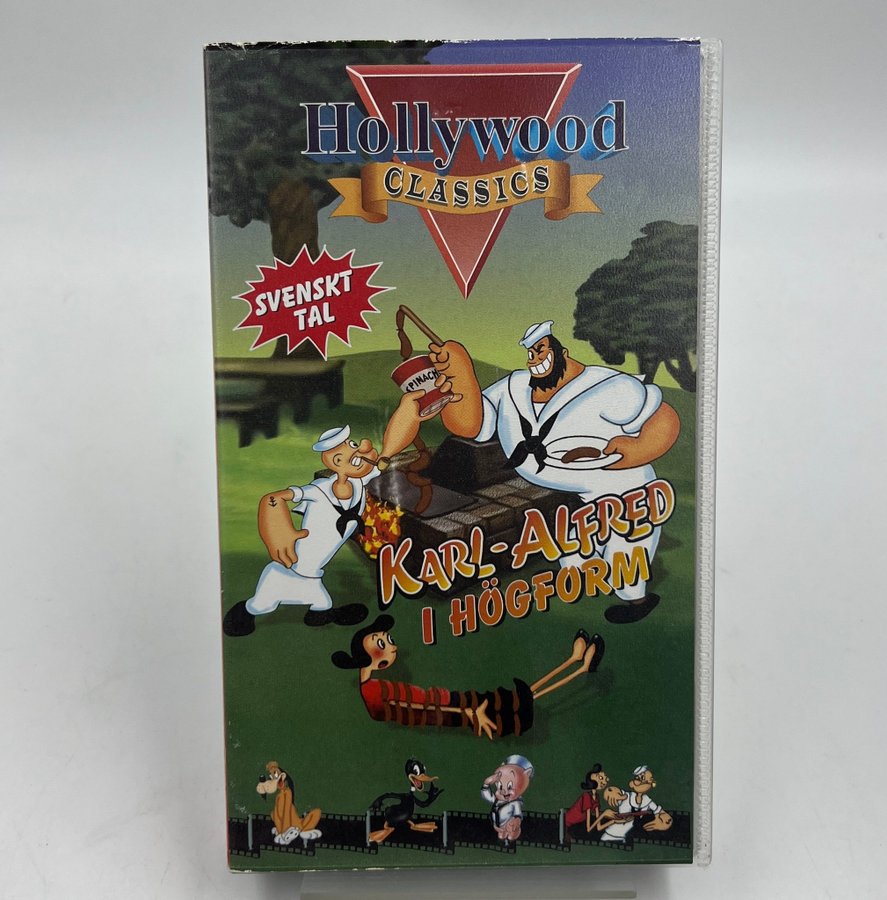 Hollywood
CLASSICS
SVENSKT
TAL
SPINACH
KARL-ALFRED
I HÖGFORM